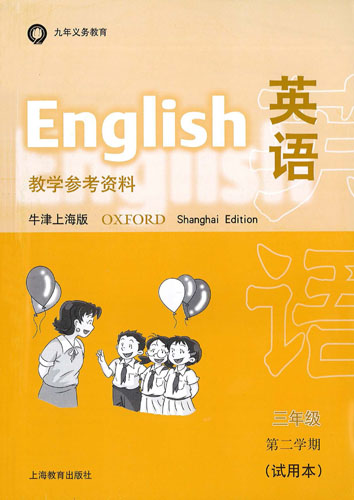 九年义务教育
English
英语
教学参考资料
牛津上海版 OXFORD Shanghai Edition
三年级
第二学期
(试用本)
上海教育出版社